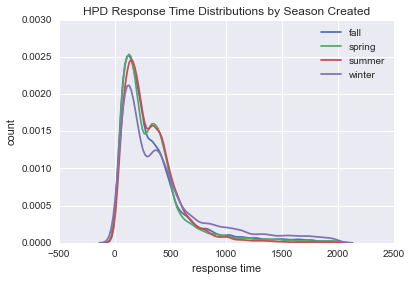 HPD Response Time Distributions by Season Created
0.0030
0.0025
0.0020
0.0015
0.0010
0.0005
0.0000
count
fall
spring
summer
winter
−500 0 500 1000 1500 2000 2500
response time